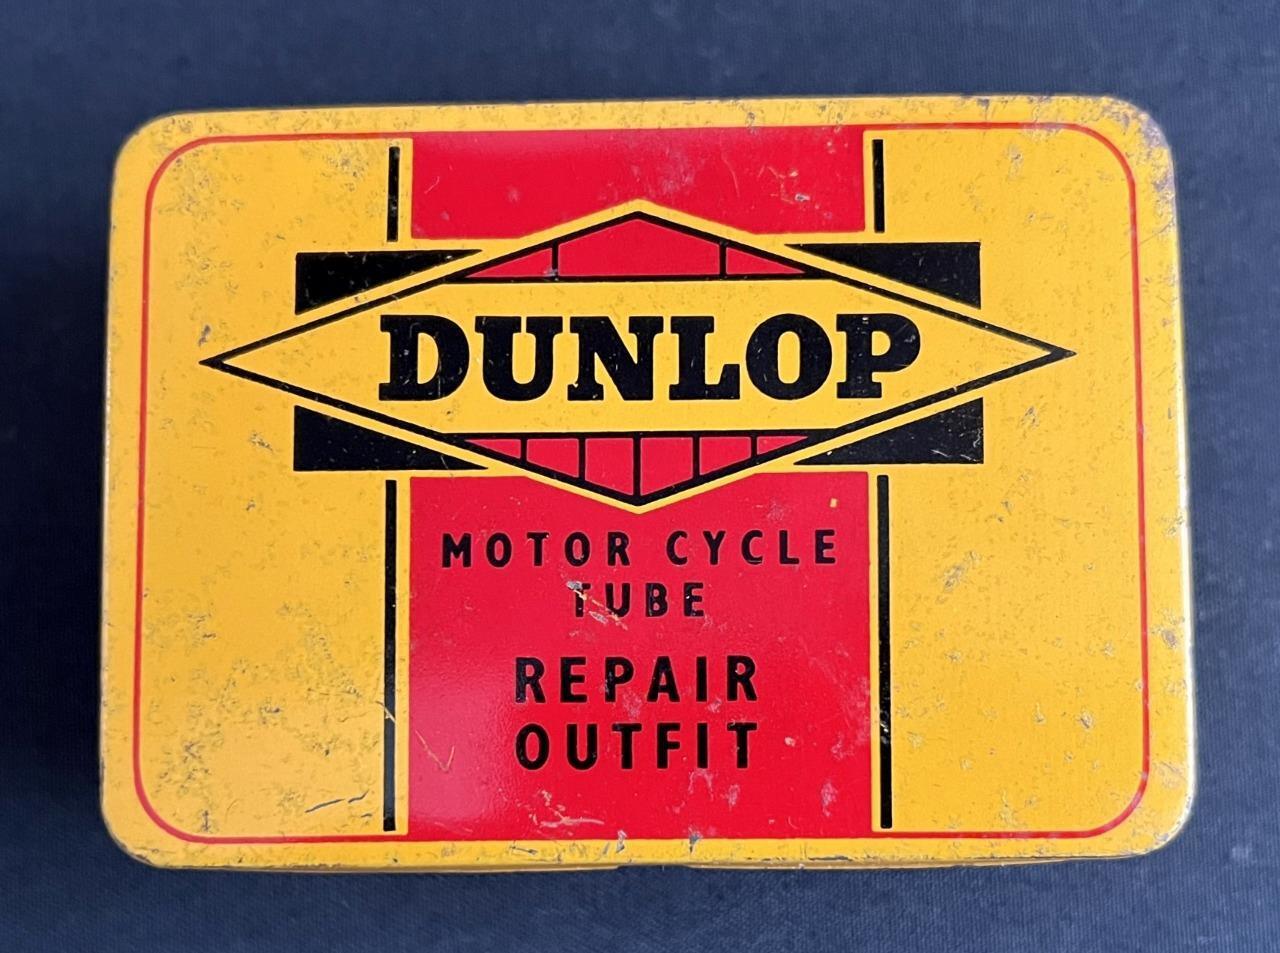 DUNLOP
MOTOR CYCLE
TUBE
REPAIR
OUTFIT